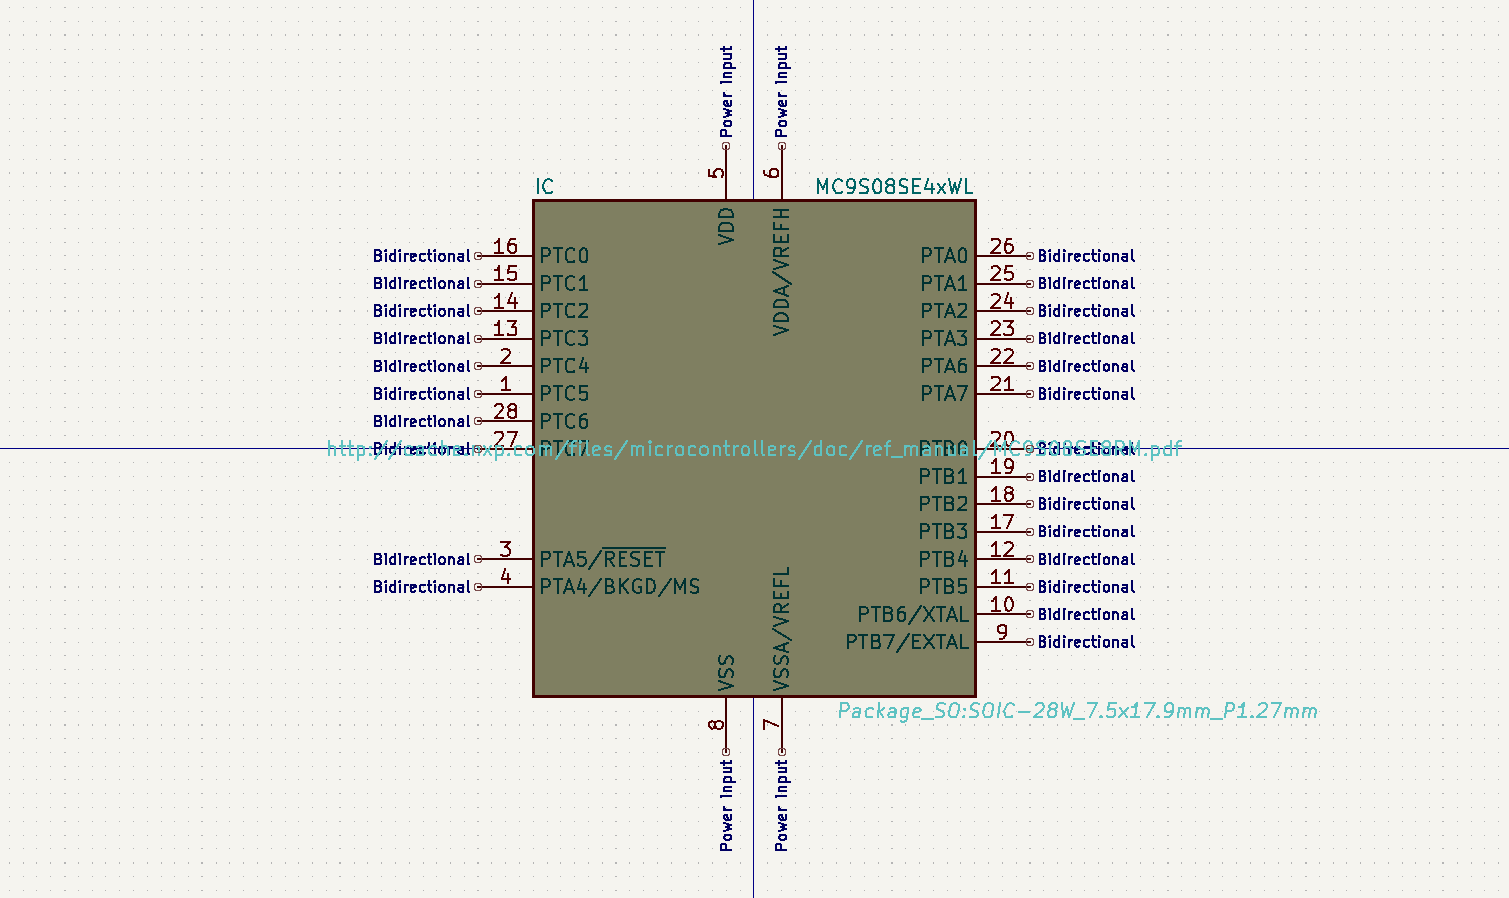 Power Input
Power Input
5
6
IC
MC9S08SE4xWL
VDD
VDDA/VREFH
Bidirectional 16 PTC0
PTA0 26 Bidirectional
Bidirectional 15 PTC1
PTA1 25 Bidirectional
Bidirectional 14 PTC2
PTA2 24 Bidirectional
Bidirectional 13 PTC3
PTA3 23 Bidirectional
Bidirectional 2 PTC4
PTA6 22 Bidirectional
Bidirectional 1 PTC5
PTA7 21 Bidirectional
Bidirectional 28 PTC6
Bidirectional 27 PTC7
PTB0 20 Bidirectional
http://cache.nxp.com/files/microcontrollers/doc/ref_manual/MC9S08SE8RM.pdf
PTB1 19 Bidirectional
PTB2 18 Bidirectional
PTB3 17 Bidirectional
Bidirectional 3 PTA5/RESET
PTB4 12 Bidirectional
Bidirectional 4 PTA4/BKGD/MS
PTB5 11 Bidirectional
PTB6/XTAL 10 Bidirectional
PTB7/EXTAL 9 Bidirectional
VSS
VSSA/VREFL
8
7
Package_SO:SOIC-28W_7.5x17.9mm_P1.27mm
Power Input
Power Input